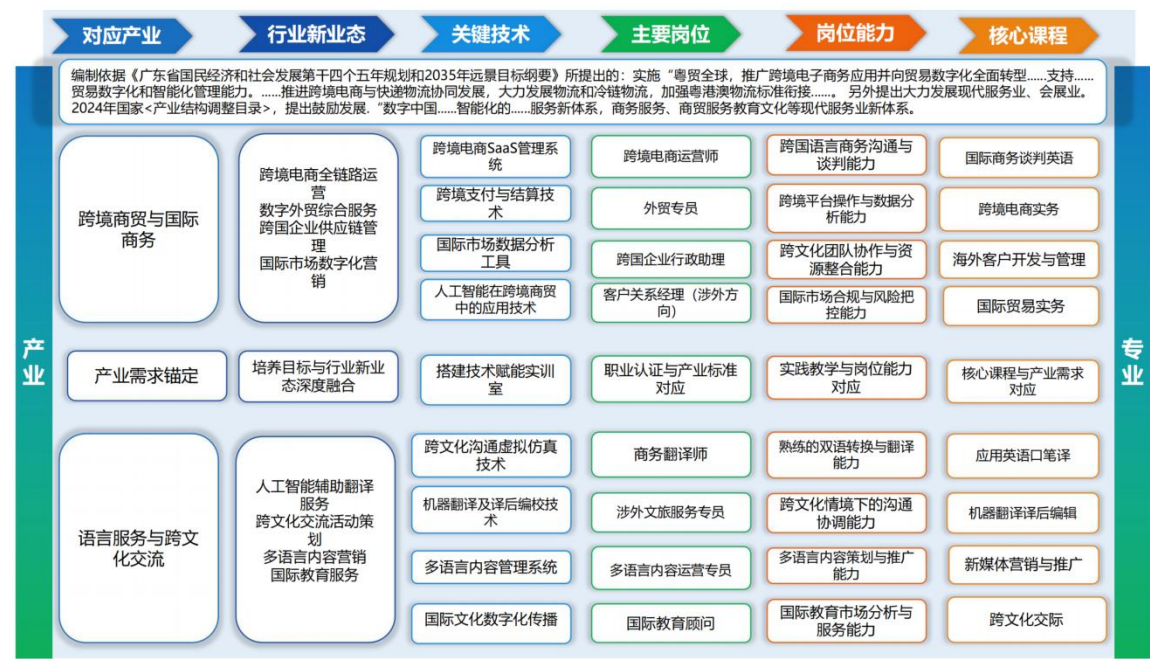 对应产业
行业新业态
关键技术
主要岗位
岗位能力
核心课程
编制依据《广东省国民经济和社会发展第十四个五年规划和2035年远景目标纲要》所提出的：实施“粤贸全球，推广跨境电子商务应用并向贸易数字化全面转型……支持……
贸易数字化和智能化管理能力。……推进跨境电商与快递物流协同发展，大力发展物流和冷链物流，加强粤港澳物流标准衔接……。 另外提出大力发展现代服务业、会展业。
2024年国家<产业结构调整目录>，提出鼓励发展. “数字中国……智能化的……服务新体系，商务服务、商贸服务教育文化等现代服务业新体系。
产业
专业
跨境商贸与国际
商务
跨境电商全链路运
营
数字外贸综合服务
跨国企业供应链管
理
国际市场数字化营
销
跨境电商SaaS管理系
统
跨境电商运营师
跨国语言商务沟通与
谈判能力
国际商务谈判英语
跨境支付与结算技
术
外贸专员
跨境平台操作与数据分
析能力
跨境电商实务
国际市场数据分析
工具
跨国企业行政助理
跨文化团队协作与资
源整合能力
海外客户开发与管理
人工智能在跨境商贸
中的应用技术
客户关系经理（涉外方
向）
国际市场合规与风险把
控能力
国际贸易实务
产业需求锚定
培养目标与行业新业
态深度融合
搭建技术赋能实训
室
职业认证与产业标准
对应
实践教学与岗位能力
对应
核心课程与产业需求
对应
语言服务与跨文
化交流
人工智能辅助翻译
服务
跨文化交流活动策
划
多语言内容营销
国际教育服务
跨文化沟通虚拟仿真
技术
商务翻译师
熟练的双语转换与翻译
能力
应用英语口笔译
机器翻译及译后编校技
术
涉外文旅服务专员
跨文化情境下的沟通
协调能力
机器翻译译后编辑
多语言内容管理系统
多语言内容运营专员
多语言内容策划与推广
能力
新媒体营销与推广
国际文化数字化传播
国际教育顾问
国际教育市场分析与
服务能力
跨文化交际